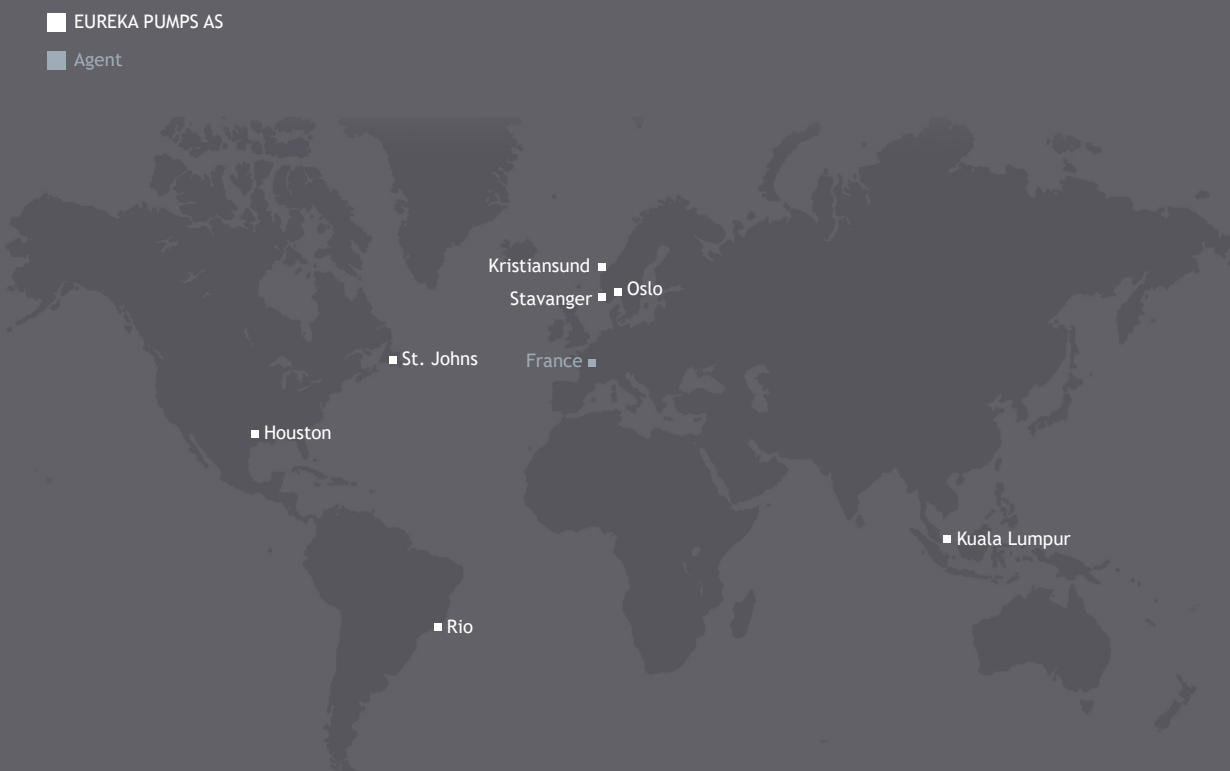 EUREKA PUMPS AS
Agent
Kristiansund
Oslo
Stavanger
St. Johns
France
Houston
Kuala Lumpur
Rio